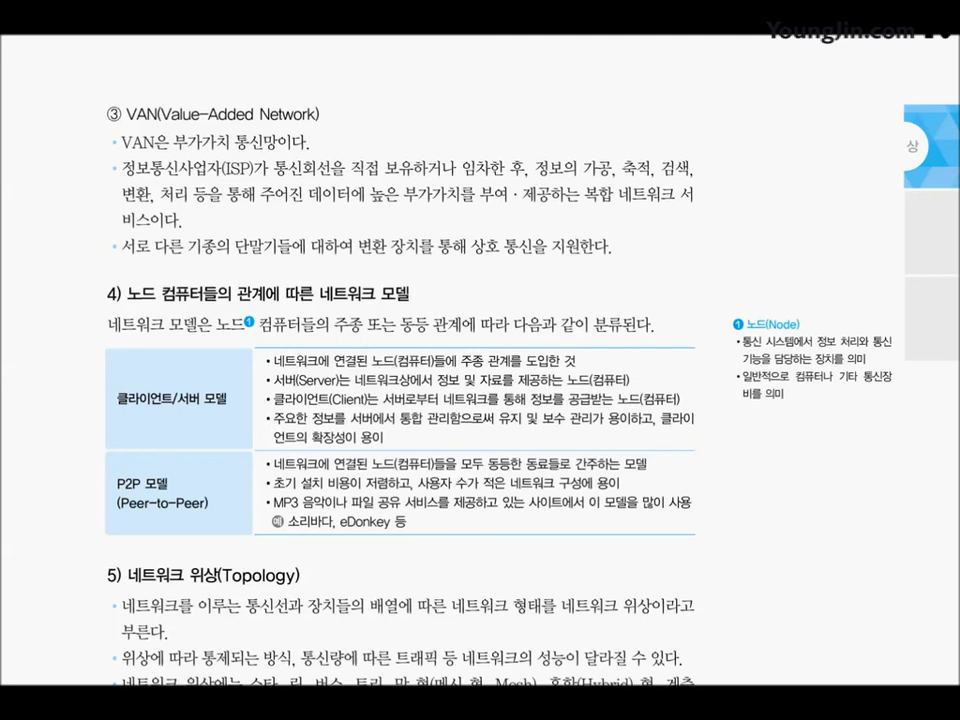 YoungJin.com
③ VAN(Value-Added Network)
• VAN은 부가가치 통신망이다.
• 정보통신사업자(ISP)가 통신회선을 직접 보유하거나 임차한 후, 정보의 가공, 축적, 검색,
변환, 처리 등을 통해 주어진 데이터에 높은 부가가치를 부여 · 제공하는 복합 네트워크 서
비스이다.
• 서로 다른 기종의 단말기들에 대하여 변환 장치를 통해 상호 통신을 지원한다.
상
4) 노드 컴퓨터들의 관계에 따른 네트워크 모델
네트워크 모델은 노드❶ 컴퓨터들의 주종 또는 동등 관계에 따라 다음과 같이 분류된다.
클라이언트/서버 모델
• 네트워크에 연결된 노드(컴퓨터)들에 주종 관계를 도입한 것
• 서버(Server)는 네트워크상에서 정보 및 자료를 제공하는 노드(컴퓨터)
• 클라이언트(Client)는 서버로부터 네트워크를 통해 정보를 공급받는 노드(컴퓨터)
• 주요한 정보를 서버에서 통합 관리함으로써 유지 및 보수 관리가 용이하고, 클라이
언트의 확장성이 용이
P2P 모델
(Peer-to-Peer)
• 네트워크에 연결된 노드(컴퓨터)들을 모두 동등한 동료들로 간주하는 모델
• 초기 설치 비용이 저렴하고, 사용자 수가 적은 네트워크 구성에 용이
• MP3 음악이나 파일 공유 서비스를 제공하고 있는 사이트에서 이 모델을 많이 사용
예 소리바다, eDonkey 등
❶ 노드(Node)
• 통신 시스템에서 정보 처리와 통신
기능을 담당하는 장치를 의미
• 일반적으로 컴퓨터나 기타 통신장
비를 의미
5) 네트워크 위상(Topology)
• 네트워크를 이루는 통신선과 장치들의 배열에 따른 네트워크 형태를 네트워크 위상이라고
부른다.
• 위상에 따라 통제되는 방식, 통신량에 따른 트래픽 등 네트워크의 성능이 달라질 수 있다.
• 네트워크 위상에는 스타, 링, 버스, 트리, 망 형(메시 형, Mesh), 혼합(Hybrid) 형, 계층